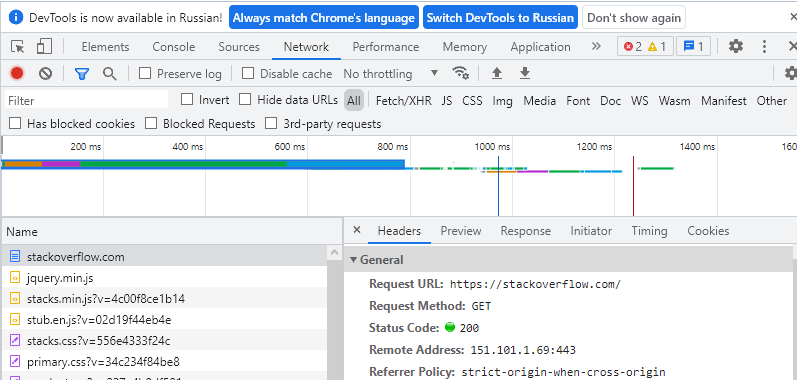 DevTools is now available in Russian! Always match Chrome's language Switch DevTools to Russian Don't show again
Elements Console Sources Network Performance Memory Application » 2 1 1
Preserve log Disable cache No throttling
Filter Invert Hide data URLs All Fetch/XHR JS CSS Img Media Font Doc WS Wasm Manifest Other
Has blocked cookies Blocked Requests 3rd-party requests
200 ms 400 ms 600 ms 800 ms 1000 ms 1200 ms 1400 ms 160
Name
stackoverflow.com
jquery.min.js
stacks.min.js?v=4c00f8ce1b14
stub.en.js?v=02d19f44eb4e
stacks.css?v=556e4333f24c
primary.css?v=34c234f84be8
Headers Preview Response Initiator Timing Cookies
General
Request URL: https://stackoverflow.com/
Request Method: GET
Status Code: 200
Remote Address: 151.101.1.69:443
Referrer Policy: strict-origin-when-cross-origin